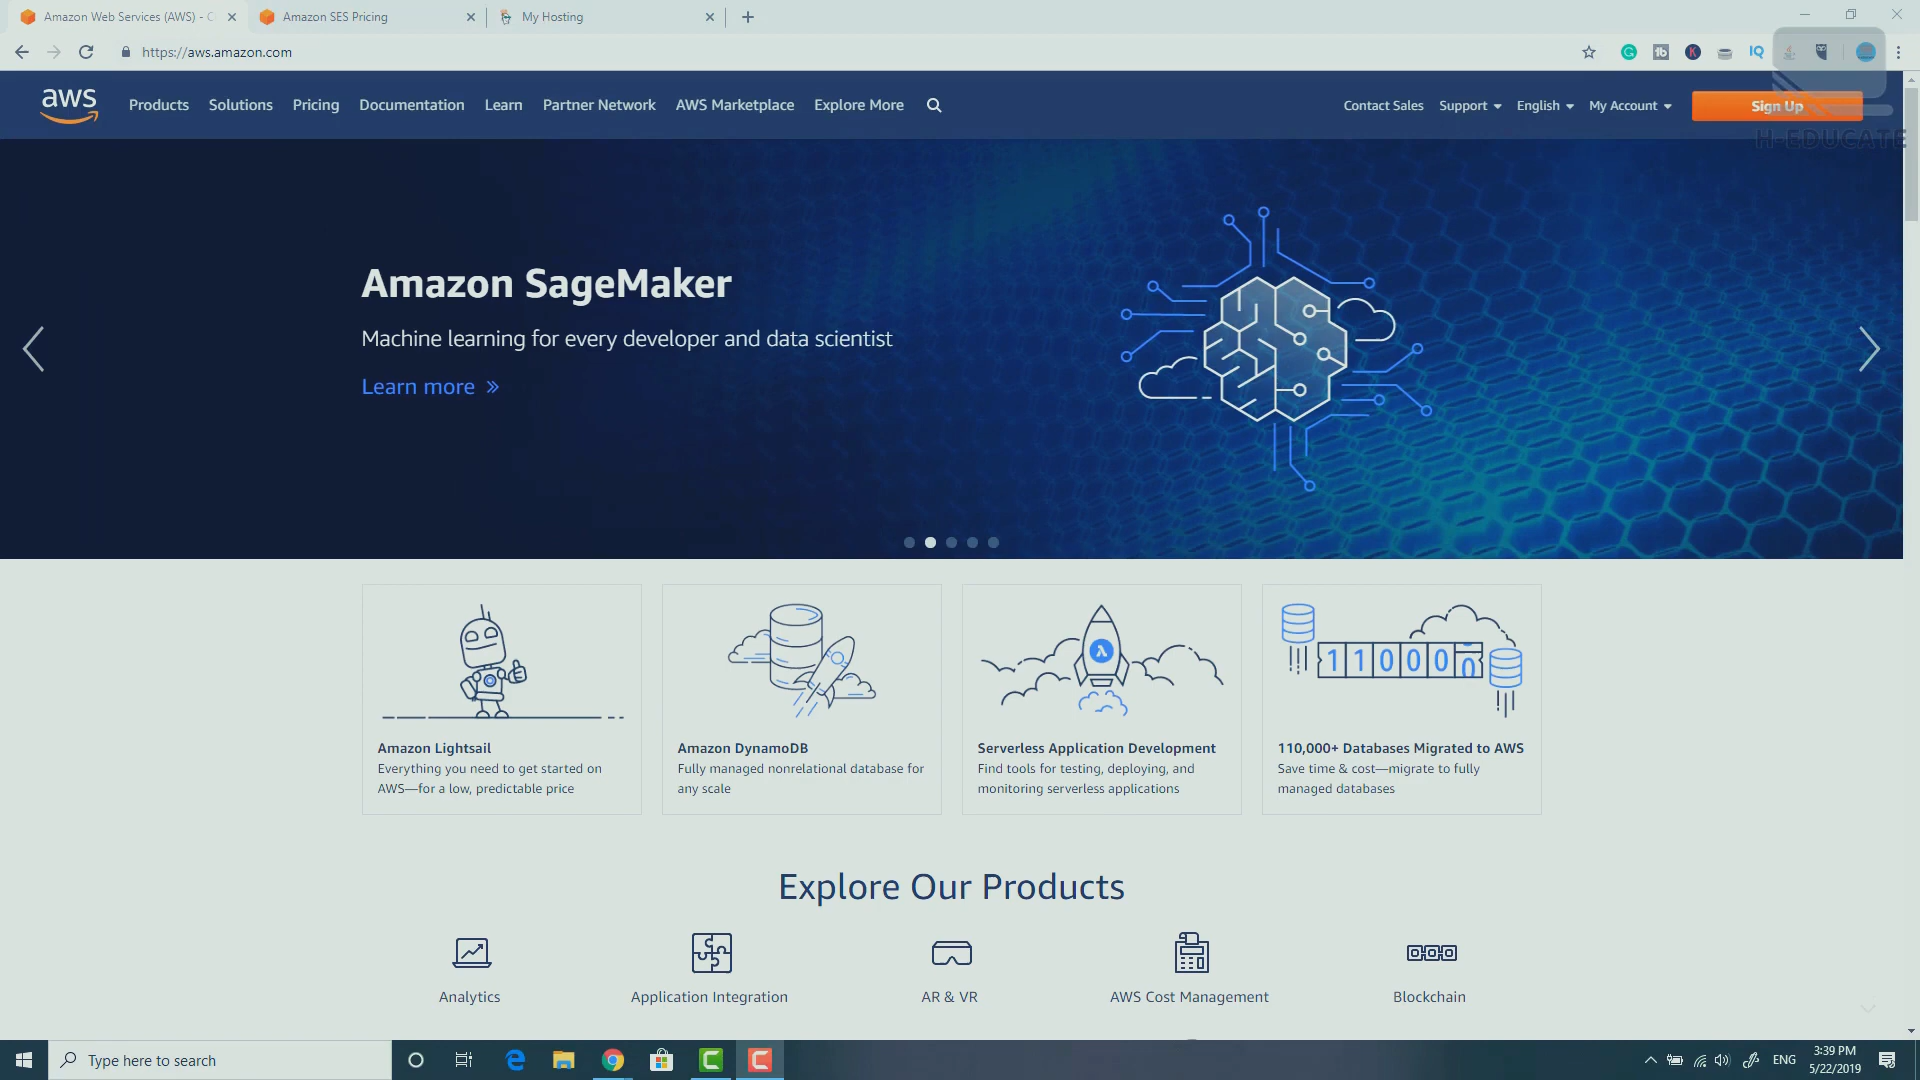 Amazon Web Services (AWS) - C
Amazon SES Pricing
My Hosting
https://aws.amazon.com
IQ
aws
Products
Solutions
Pricing
Documentation
Learn
Partner Network
AWS Marketplace
Explore More
Contact Sales
Support
English
My Account
Sign Up
H-EDUCATE
Amazon SageMaker
Machine learning for every developer and data scientist
Learn more »
110000
Amazon Lightsail
Everything you need to get started on
AWS—for a low, predictable price
Amazon DynamoDB
Fully managed nonrelational database for
any scale
Serverless Application Development
Find tools for testing, deploying, and
monitoring serverless applications
110,000+ Databases Migrated to AWS
Save time & cost—migrate to fully
managed databases
Explore Our Products
Analytics
Application Integration
AR & VR
AWS Cost Management
Blockchain
Type here to search
ENG
3:39 PM
5/22/2019